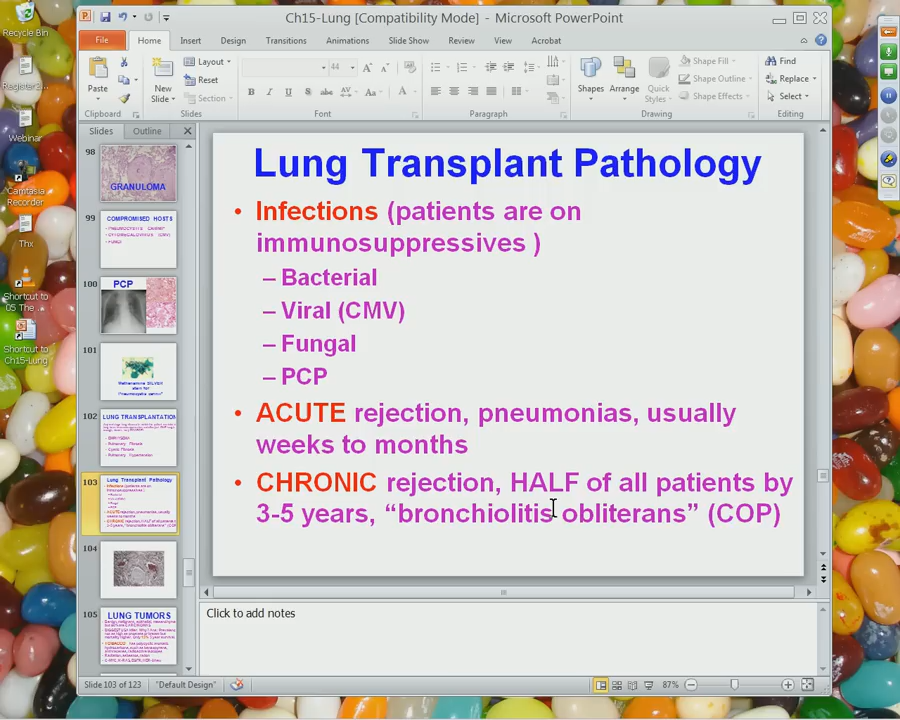 Ch15-Lung [Compatibility Mode] - Microsoft PowerPoint
Recycle Bin
File Home Insert Design Transitions Animations Slide Show Review View Acrobat
Paste
New Slide
Layout
Reset
Section
44
Shapes
Arrange
Quick Styles
Shape Fill
Shape Outline
Shape Effects
Find
Replace
Select
Clipboard Slides Font Paragraph Drawing Editing
Webinar
Camtasia Recorder
Thx
Shortcut to 05 The ...
Shortcut to Ch15-Lung
Slides Outline
98
GRANULOMA
99
COMPROMISED HOSTS
100
PCP
101
102
LUNG TRANSPLANTATION
103
Lung Transplant Pathology
104
105
LUNG TUMORS
Lung Transplant Pathology
• Infections (patients are on
immunosuppressives )
– Bacterial
– Viral (CMV)
– Fungal
– PCP
• ACUTE rejection, pneumonias, usually
weeks to months
• CHRONIC rejection, HALF of all patients by
3-5 years, “bronchiolitis obliterans” (COP)
Click to add notes
Slide 103 of 123 "Default Design" 87%